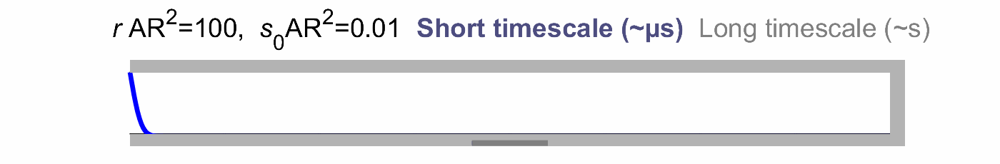 r AR²=100, s₀AR²=0.01 Short timescale (~µs) Long timescale (~s)